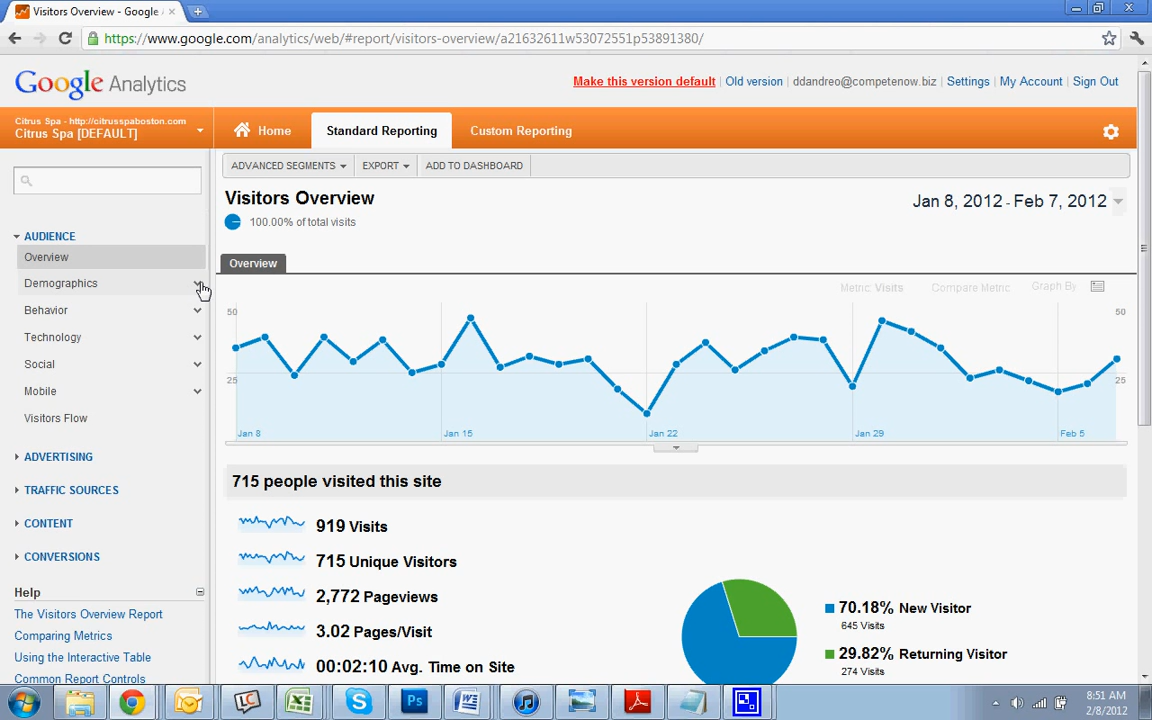 Visitors Overview - Google A
https://www.google.com/analytics/web/#report/visitors-overview/a21632611w53072551p53891380/
Google Analytics
Make this version default Old version ddandreo@competenow.biz Settings My Account Sign Out
Citrus Spa - http://citrusspaboston.com
Citrus Spa [DEFAULT]
Home Standard Reporting Custom Reporting
ADVANCED SEGMENTS EXPORT ADD TO DASHBOARD
Visitors Overview
Jan 8, 2012 - Feb 7, 2012
100.00% of total visits
AUDIENCE
Overview
Demographics
Behavior
Technology
Social
Mobile
Visitors Flow
ADVERTISING
TRAFFIC SOURCES
CONTENT
CONVERSIONS
Help
The Visitors Overview Report
Comparing Metrics
Using the Interactive Table
Common Report Controls
Overview
Metric: Visits Compare Metric Graph By
50 50
25 25
Jan 8 Jan 15 Jan 22 Jan 29 Feb 5
715 people visited this site
919 Visits
715 Unique Visitors
2,772 Pageviews
3.02 Pages/Visit
00:02:10 Avg. Time on Site
70.18% New Visitor
645 Visits
29.82% Returning Visitor
274 Visits
8:51 AM
2/8/2012